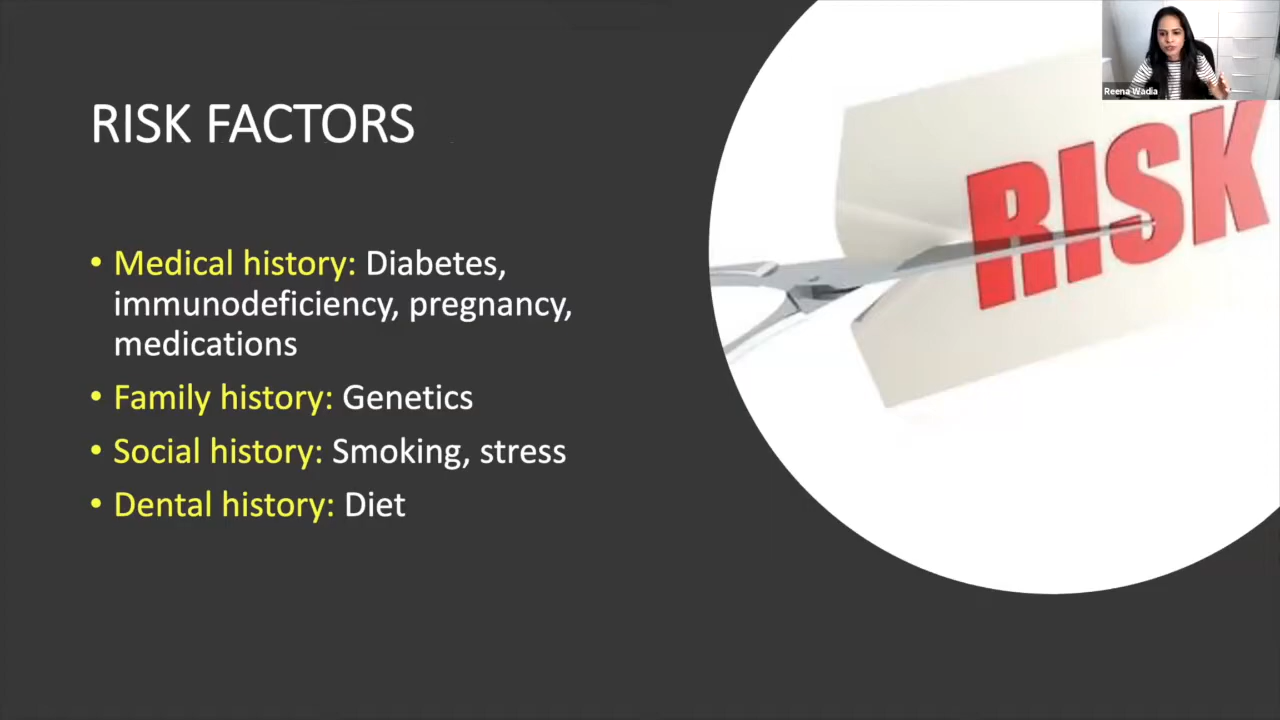 RISK FACTORS
• Medical history: Diabetes,
immunodeficiency, pregnancy,
medications
• Family history: Genetics
• Social history: Smoking, stress
• Dental history: Diet
RISK
Reena Wadia